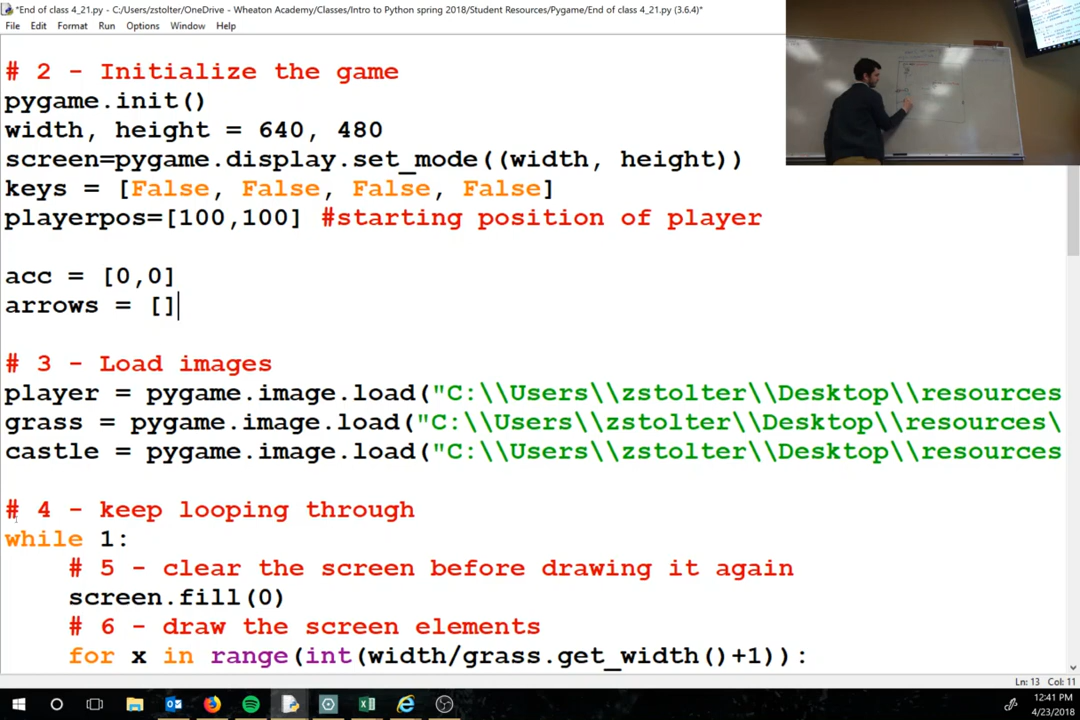 *End of class 4_21.py - C:/Users/zstolter/OneDrive - Wheaton Academy/Classes/Intro to Python spring 2018/Student Resources/Pygame/End of class 4_21.py (3.6.4)*
File Edit Format Run Options Window Help
# 2 - Initialize the game
pygame.init()
width, height = 640, 480
screen=pygame.display.set_mode((width, height))
keys = [False, False, False, False]
playerpos=[100,100] #starting position of player
acc = [0,0]
arrows = []
# 3 - Load images
player = pygame.image.load("C:\\Users\\zstolter\\Desktop\\resources
grass = pygame.image.load("C:\\Users\\zstolter\\Desktop\\resources\
castle = pygame.image.load("C:\\Users\\zstolter\\Desktop\\resources
# 4 - keep looping through
while 1:
# 5 - clear the screen before drawing it again
screen.fill(0)
# 6 - draw the screen elements
for x in range(int(width/grass.get_width()+1)):
Ln: 13 Col: 11
12:41 PM
4/23/2018